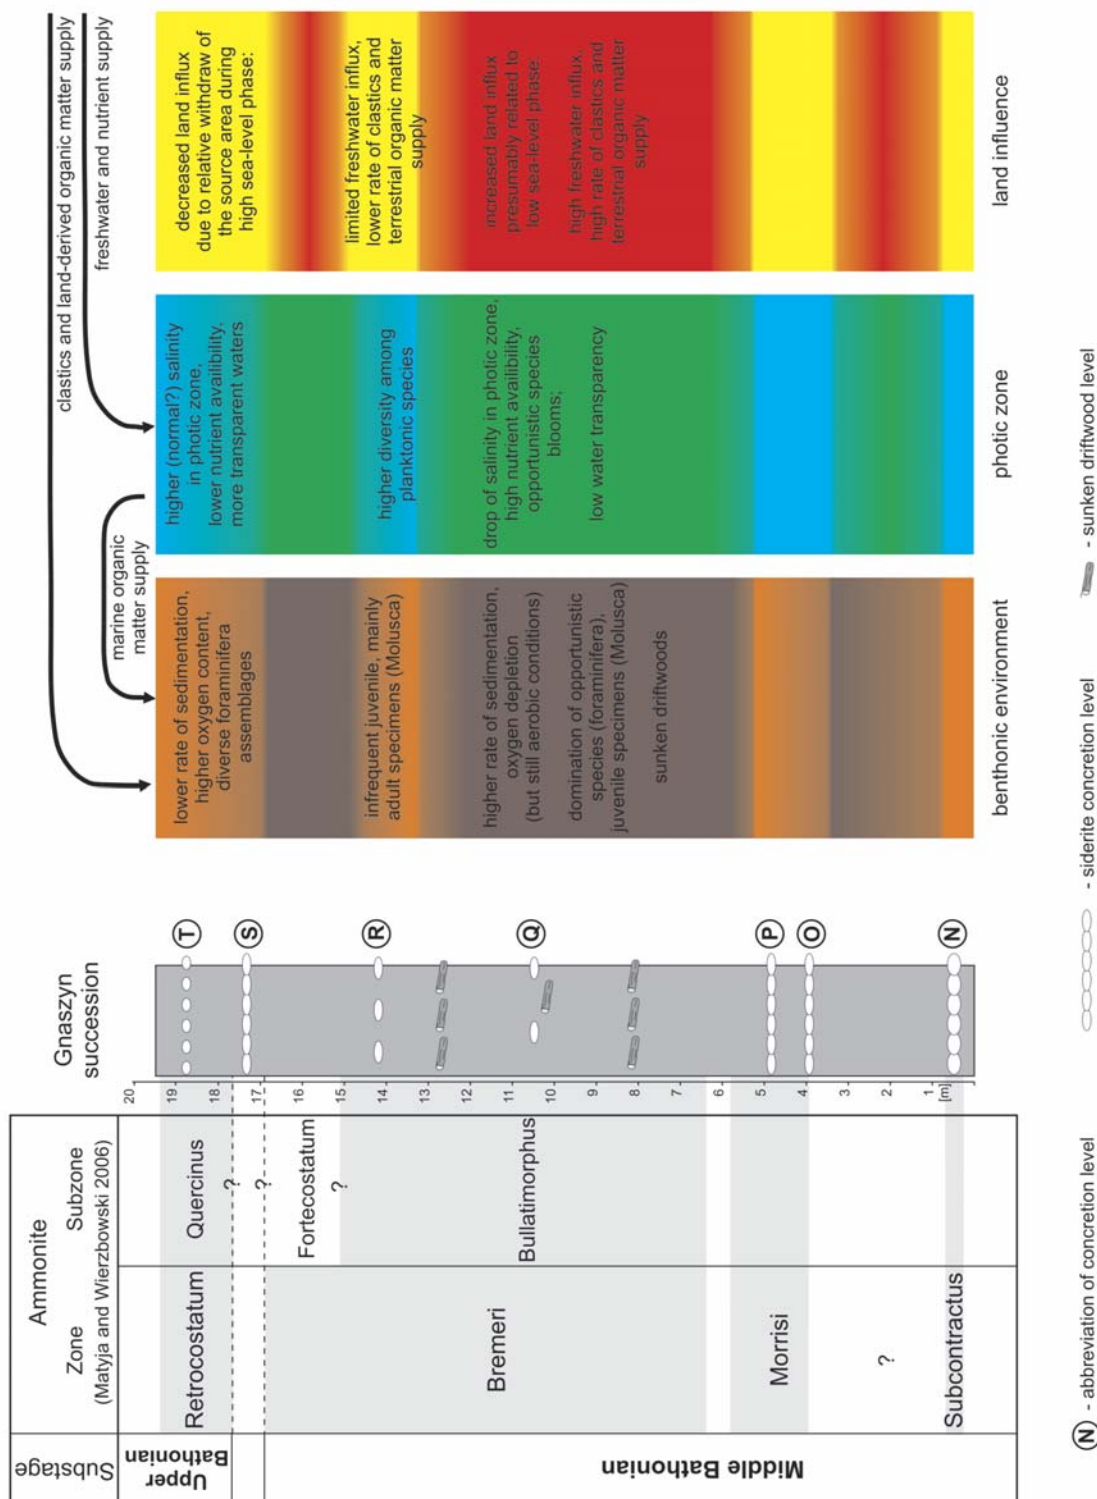 Substage
Ammonite
Zone
Subzone
(Matyja and Wierzbowski 2006)
Gnaszyn
succession
Upper
Bathonian
Middle Bathonian
Retrocostatum
Bremeri
Morrisi
?
Subcontractus
Quercinus
?
?
Fortecostatum
?
Bullatimorphus
20
19
18
17
16
15
14
13
12
11
10
9
8
7
6
5
4
3
2
1
[m]
T
S
R
Q
P
O
N
clastics and land-derived organic matter supply
freshwater and nutrient supply
marine organic
matter supply
lower rate of sedimentation,
higher oxygen content,
diverse foraminifera
assemblages
infrequent juvenile, mainly
adult specimens (Molusca)
higher rate of sedimentation,
oxygen depletion
(but still aerobic conditions)
domination of opportunistic
species (foraminifera),
juvenile specimens (Molusca)
sunken driftwoods
benthonic environment
higher (normal?) salinity
in photic zone,
lower nutrient availibility,
more transparent waters
higher diversity among
planktonic species
drop of salinity in photic zone,
high nutrient availibility,
opportunistic species
blooms;
low water transparency
photic zone
decreased land influx
due to relative withdraw of
the source area during
high sea-level phase:
limited freshwater influx,
lower rate of clastics and
terrestrial organic matter
supply
increased land influx
presumably related to
low sea-level phase:
high freshwater influx,
high rate of clastics and
terrestrial organic matter
supply
land influence
N - abbreviation of concretion level
- siderite concretion level
- sunken driftwood level